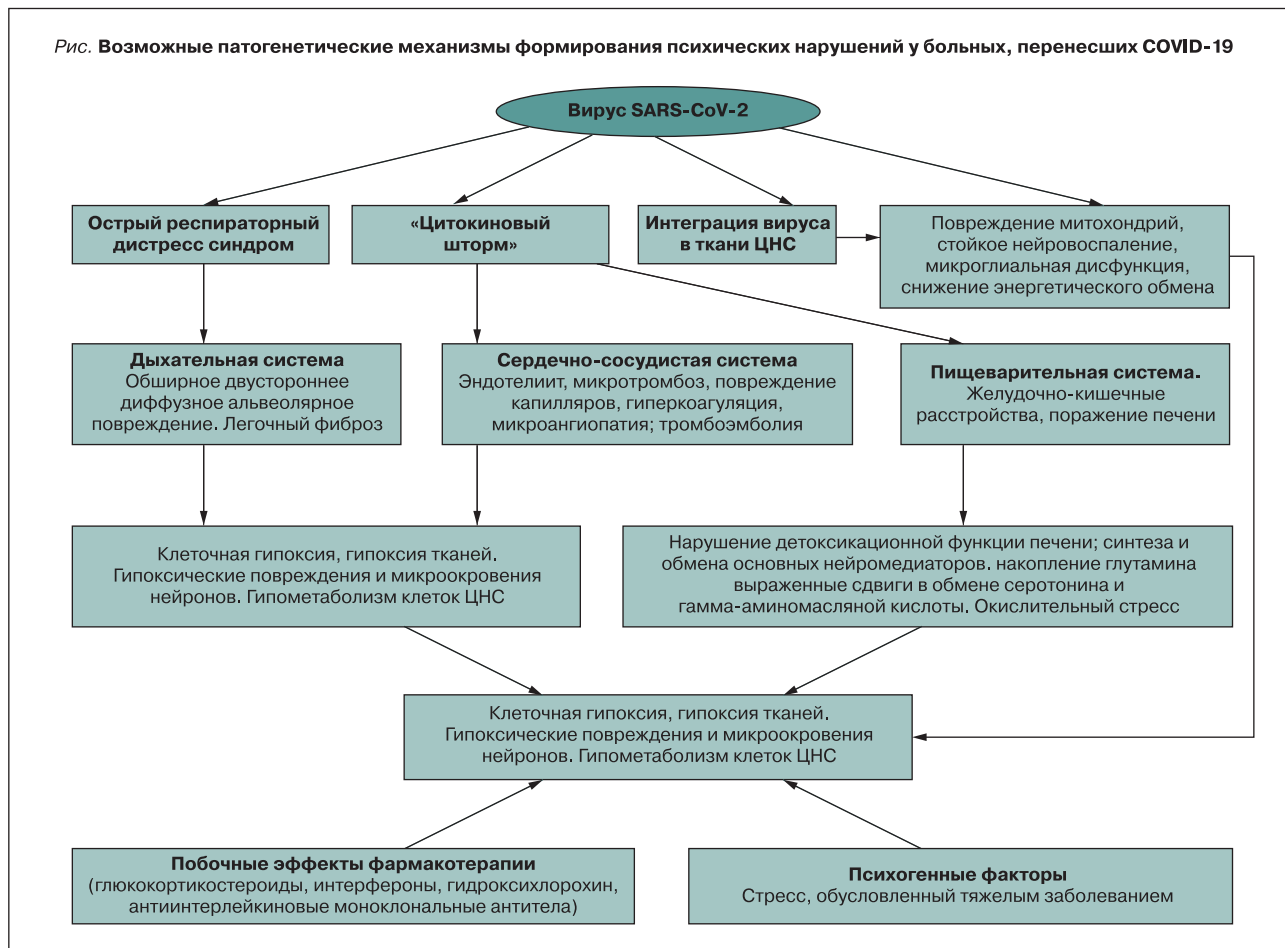 Рис. Возможные патогенетические механизмы формирования психических нарушений у больных, перенесших COVID-19
Вирус SARS-CoV-2
Острый респираторный
дистресс синдром
«Цитокиновый
шторм»
Интеграция вируса
в ткани ЦНС
Повреждение митохондрий,
стойкое нейровоспаление,
микроглиальная дисфункция,
снижение энергетического обмена
Дыхательная система
Обширное двустороннее
диффузное альвеолярное
повреждение. Легочный фиброз
Сердечно-сосудистая система
Эндотелиит, микротромбоз, повреждение
капилляров, гиперкоагуляция,
микроангиопатия; тромбоэмболия
Пищеварительная система.
Желудочно-кишечные
расстройства, поражение печени
Клеточная гипоксия, гипоксия тканей.
Гипоксические повреждения и микроокровения
нейронов. Гипометаболизм клеток ЦНС
Нарушение детоксикационной функции печени; синтеза и
обмена основных нейромедиаторов. накопление глутамина
выраженные сдвиги в обмене серотонина и
гамма-аминомасляной кислоты. Окислительный стресс
Клеточная гипоксия, гипоксия тканей.
Гипоксические повреждения и микроокровения
нейронов. Гипометаболизм клеток ЦНС
Побочные эффекты фармакотерапии
(глюкокортикостероиды, интерфероны, гидроксихлорохин,
антиинтерлейкиновые моноклональные антитела)
Психогенные факторы
Стресс, обусловленный тяжелым заболеванием